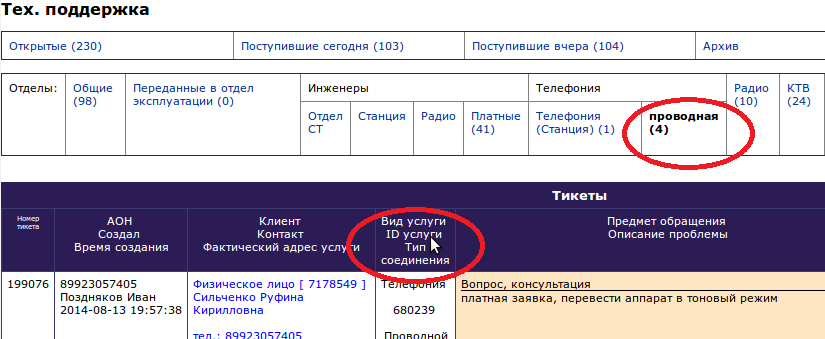 Тех. поддержка
Открытые (230)
Поступившие сегодня (103)
Поступившие вчера (104)
Архив
Отделы:
Общие
(98)
Переданные в отдел
эксплуатации (0)
Инженеры
Отдел
СТ
Станция
Радио
Платные
(41)
Телефония
Телефония
(Станция) (1)
проводная
(4)
Радио
(10)
КТВ
(24)
Тикеты
Номер
тикета
АОН
Создал
Время создания
Клиент
Контакт
Фактический адрес услуги
Вид услуги
ID услуги
Тип
соединения
Предмет обращения
Описание проблемы
199076
89923057405
Поздняков Иван
2014-08-13 19:57:38
Физическое лицо [ 7178549 ]
Сильченко Руфина
Кирилловна
тел.: 89923057405
Телефония
680239
Проводной
Вопрос, консультация
платная заявка, перевести аппарат в тоновый режим